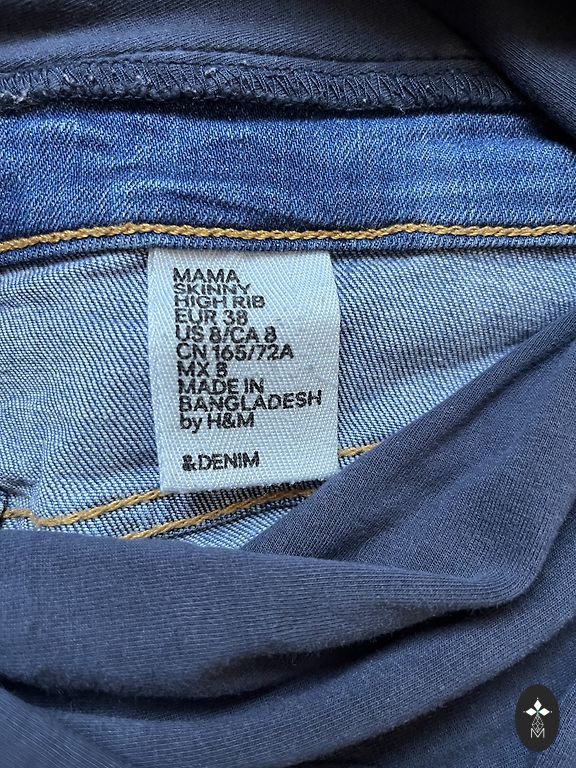 MAMA
SKINNY
HIGH RIB
EUR 38
US 8/CA 8
CN 165/72A
MX 8
MADE IN
BANGLADESH
by H&M
&DENIM
M